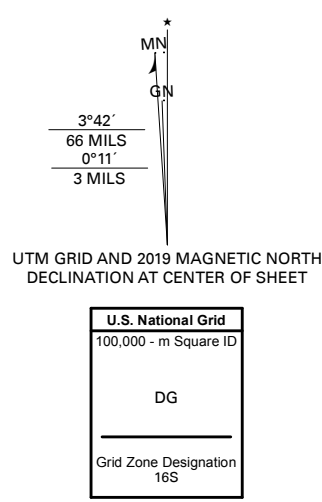 ★
MN
GN
3°42´
66 MILS
0°11´
3 MILS
UTM GRID AND 2019 MAGNETIC NORTH
DECLINATION AT CENTER OF SHEET
U.S. National Grid
100,000 - m Square ID
DG
Grid Zone Designation
16S